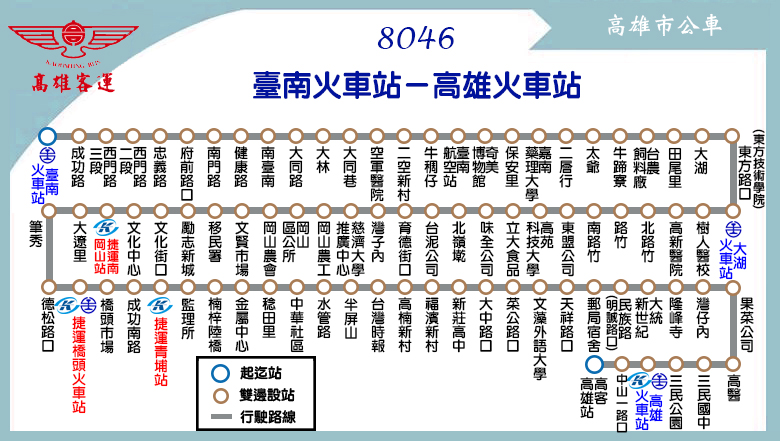 高雄市公車
KAOHSIUNG BUS
高雄客運
8046
臺南火車站－高雄火車站
臺南火車站
成功路
西門路三段
西門路二段
忠義路
府前路口
南門路
健康路
南臺南
大同路
大林
大同巷
空軍醫院
二空新村
牛稠仔
臺南航空站
奇美博物館
保安里
嘉南藥理大學
二層行
太爺
牛蹄寮
台農飼料廠
田尾里
大湖
東方路口
(東方技術學院)
大湖火車站
樹人醫校
高新醫院
北路竹
路竹
南路竹
東盟公司
高苑科技大學
立大食品
味全公司
北嶺墘
台泥公司
育德街口
灣子內
慈濟大學推廣中心
岡山農工
岡山農會
岡山區公所
文賢市場
移民署
勵志新城
文化街口
文化中心
捷運南岡山站
大遼里
筆秀
德松路口
捷運橋頭火車站
橋頭市場
成功南路
捷運青埔站
監理所
楠梓陸橋
金屬中心
稔田里
中華社區
水管路
半屏山
台灣時報
高楠新村
福濱新村
新莊高中
大中路口
菜公路口
文藻外語大學
天祥路口
郵局宿舍
民族路
(明誠路口)
大統新世紀
隆峰寺
灣仔內
果菜公司
高醫
三民國中
三民公園
高雄火車站
中山一路口
高客高雄站
起迄站
雙邊設站
行駛路線